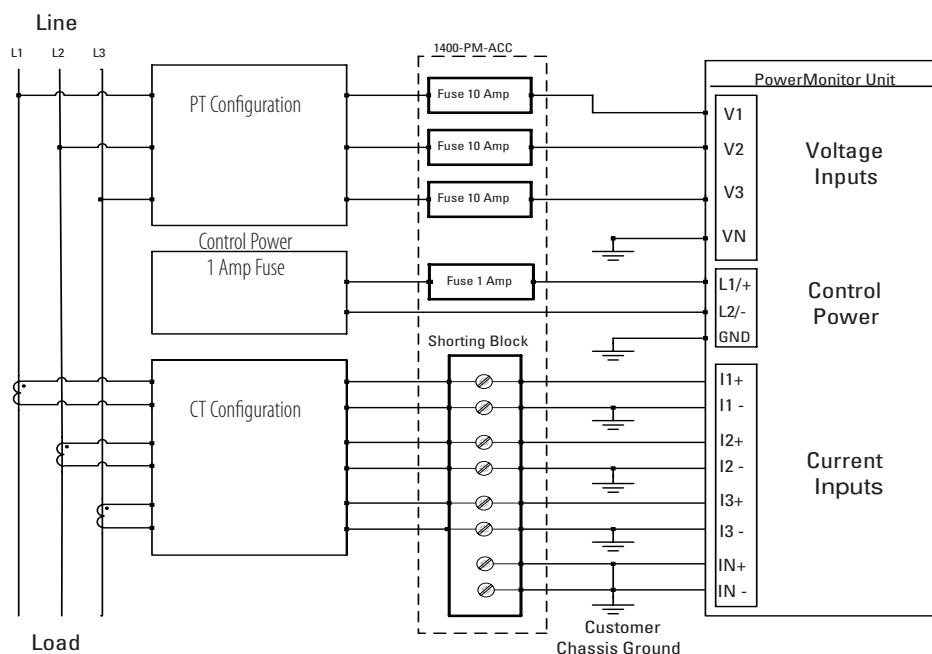 Line
L1 L2 L3
1400-PM-ACC
PowerMonitor Unit
PT Configuration
Fuse 10 Amp
V1
Fuse 10 Amp
V2
Voltage
Inputs
Fuse 10 Amp
V3
VN
Control Power
1 Amp Fuse
Fuse 1 Amp
L1/+
L2/-
GND
Control
Power
Shorting Block
CT Configuration
I1+
I1 -
I2+
I2 -
I3+
I3 -
IN+
IN -
Current
Inputs
Customer
Chassis Ground
Load